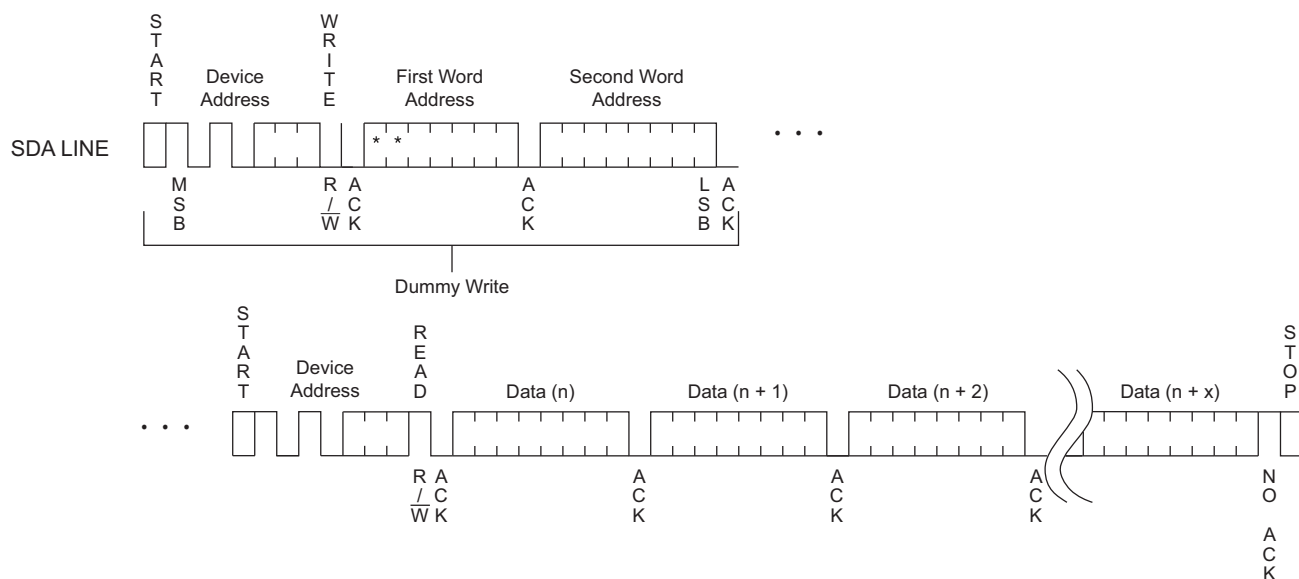 START
WRITE
Device
Address
First Word
Address
Second Word
Address
SDA LINE
* *
. . .
MSB
R/W̅
ACK
ACK
LSB
ACK
Dummy Write
START
READ
STOP
Device
Address
Data (n)
Data (n + 1)
Data (n + 2)
Data (n + x)
. . .
R/W̅
ACK
ACK
ACK
ACK
NO ACK